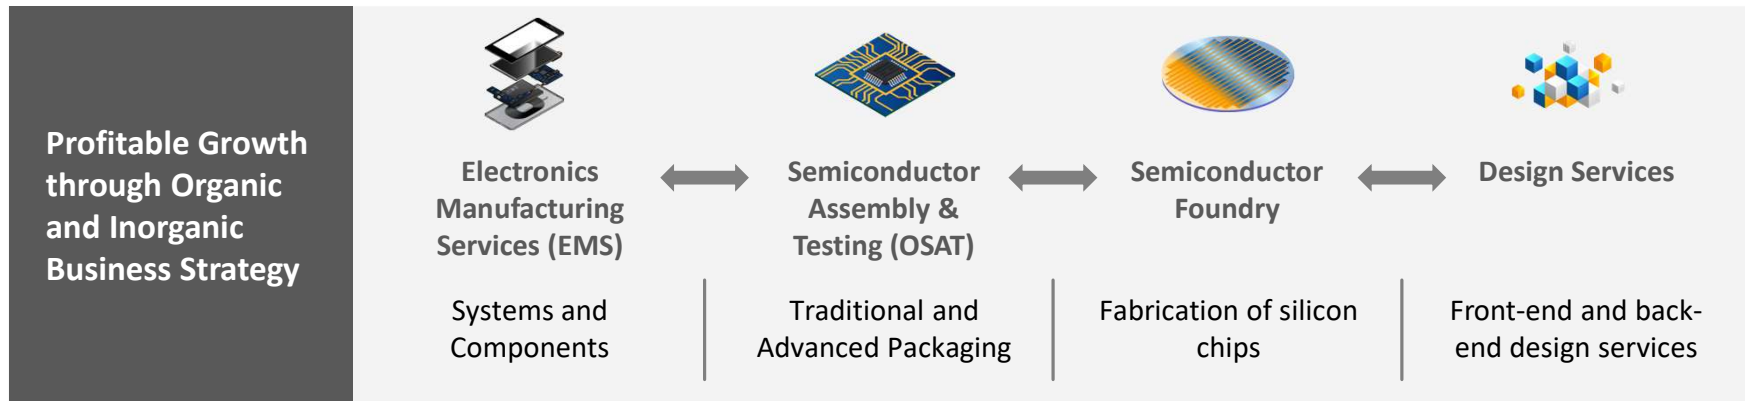 Profitable Growth
through Organic
and Inorganic
Business Strategy
Electronics
Manufacturing
Services (EMS)
Semiconductor
Assembly &
Testing (OSAT)
Semiconductor
Foundry
Design Services
Systems and
Components
Traditional and
Advanced Packaging
Fabrication of silicon
chips
Front-end and back-
end design services